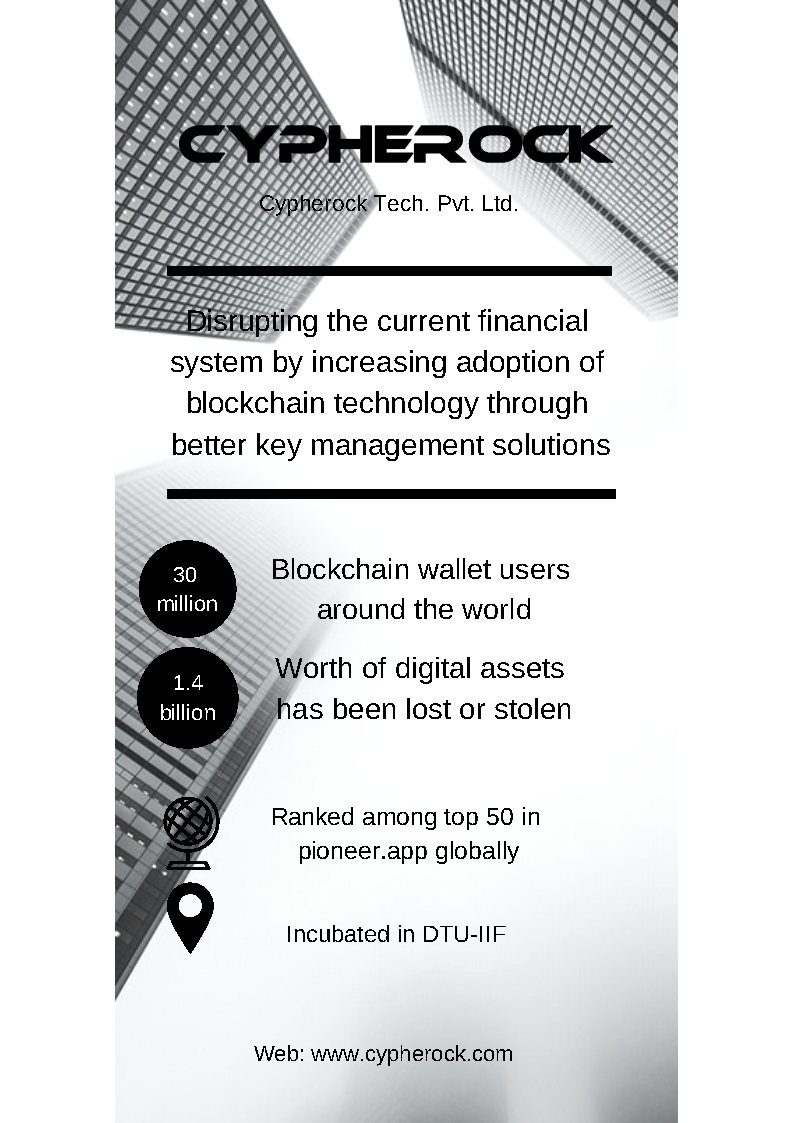 CYPHEROCK
Cypherock Tech. Pvt. Ltd.
Disrupting the current financial
system by increasing adoption of
blockchain technology through
better key management solutions
30
million
Blockchain wallet users
around the world
1.4
billion
Worth of digital assets
has been lost or stolen
Ranked among top 50 in
pioneer.app globally
Incubated in DTU-IIF
Web: www.cypherock.com